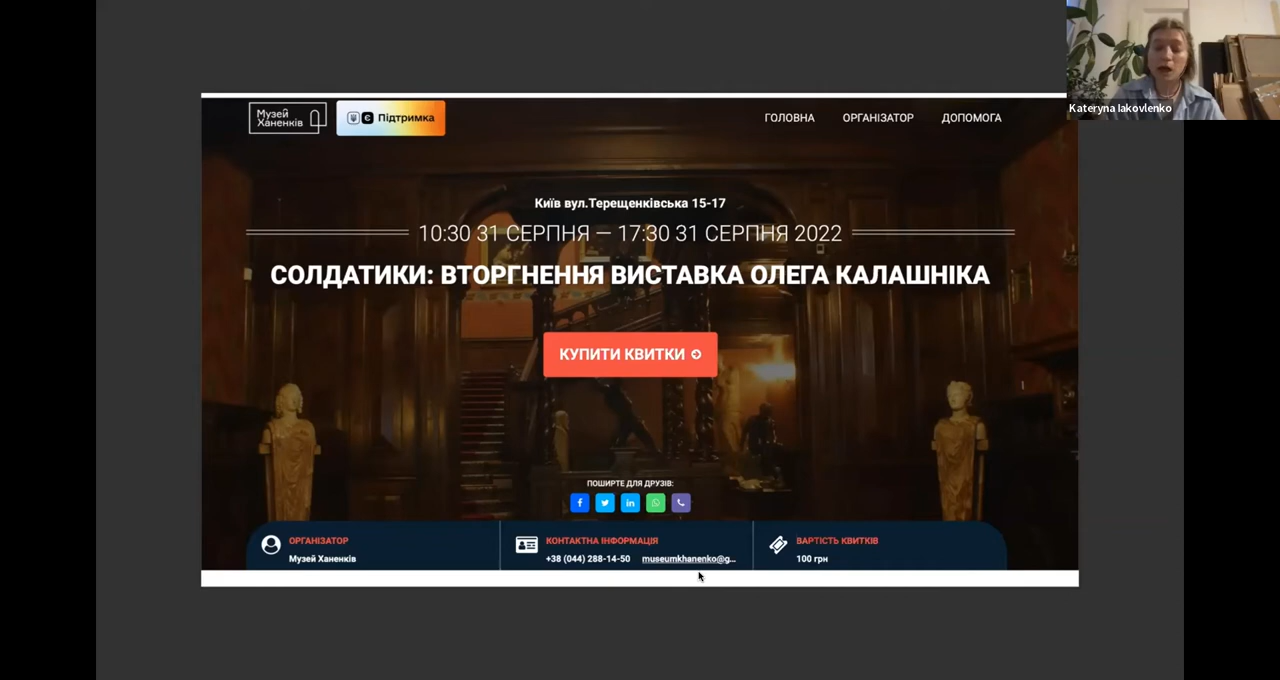 Kateryna Iakovlenko
Музей
Ханенків
Є Підтримка
ГОЛОВНА
ОРГАНІЗАТОР
ДОПОМОГА
Київ вул.Терещенківська 15-17
10:30 31 СЕРПНЯ — 17:30 31 СЕРПНЯ 2022
СОЛДАТИКИ: ВТОРГНЕННЯ ВИСТАВКА ОЛЕГА КАЛАШНІКА
КУПИТИ КВИТКИ
ПОШИРТЕ ДЛЯ ДРУЗІВ:
f
in
ОРГАНІЗАТОР
Музей Ханенків
КОНТАКТНА ІНФОРМАЦІЯ
+38 (044) 288-14-50 museumkhanenko@g...
ВАРТІСТЬ КВИТКІВ
100 грн